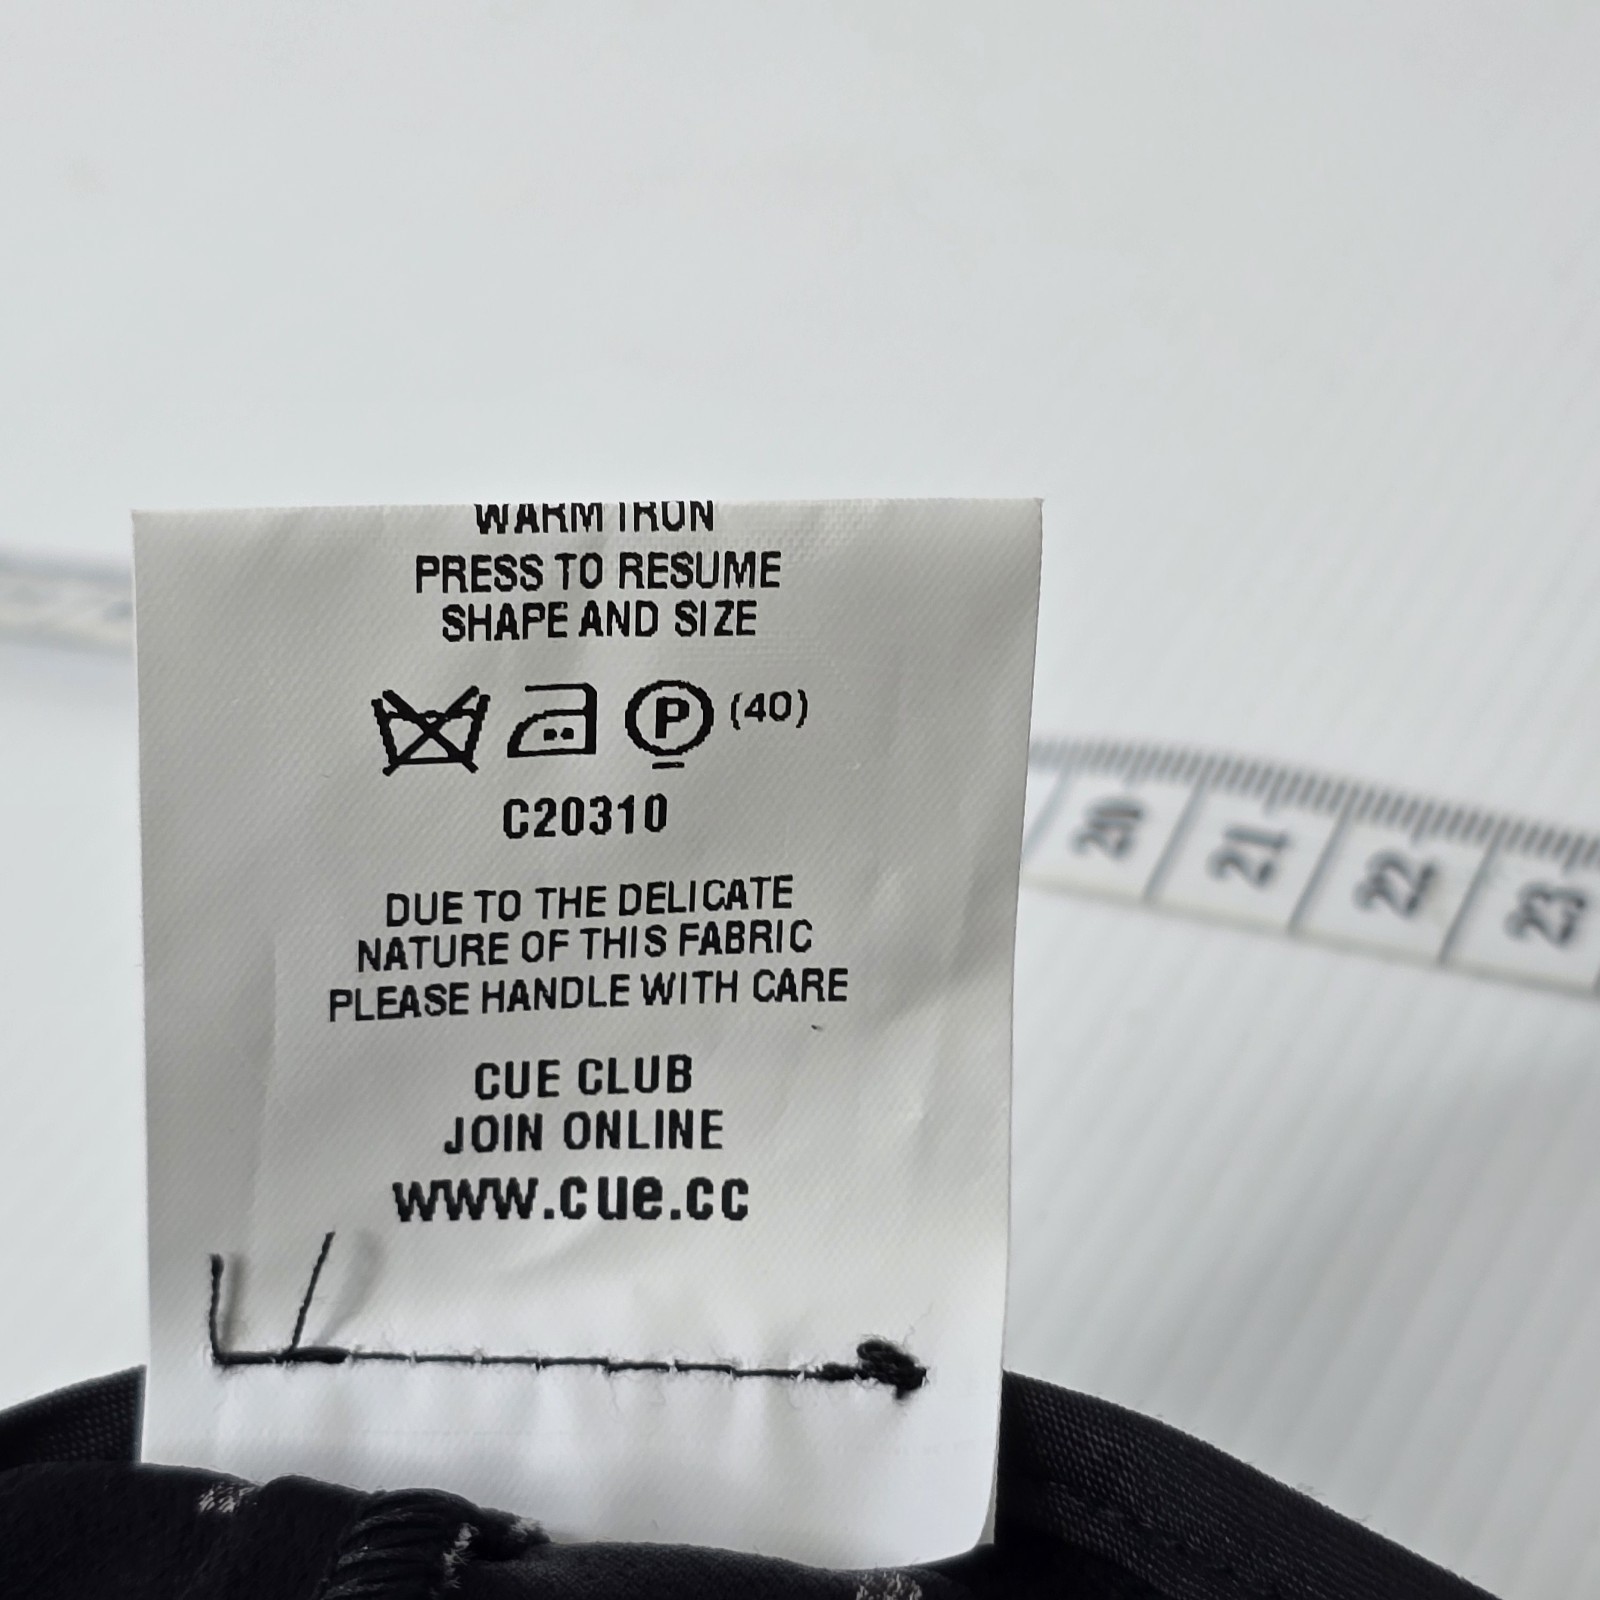 WARM IRON
PRESS TO RESUME
SHAPE AND SIZE
P (40)
C20310
DUE TO THE DELICATE
NATURE OF THIS FABRIC
PLEASE HANDLE WITH CARE
CUE CLUB
JOIN ONLINE
www.cue.cc
20 21 22 23